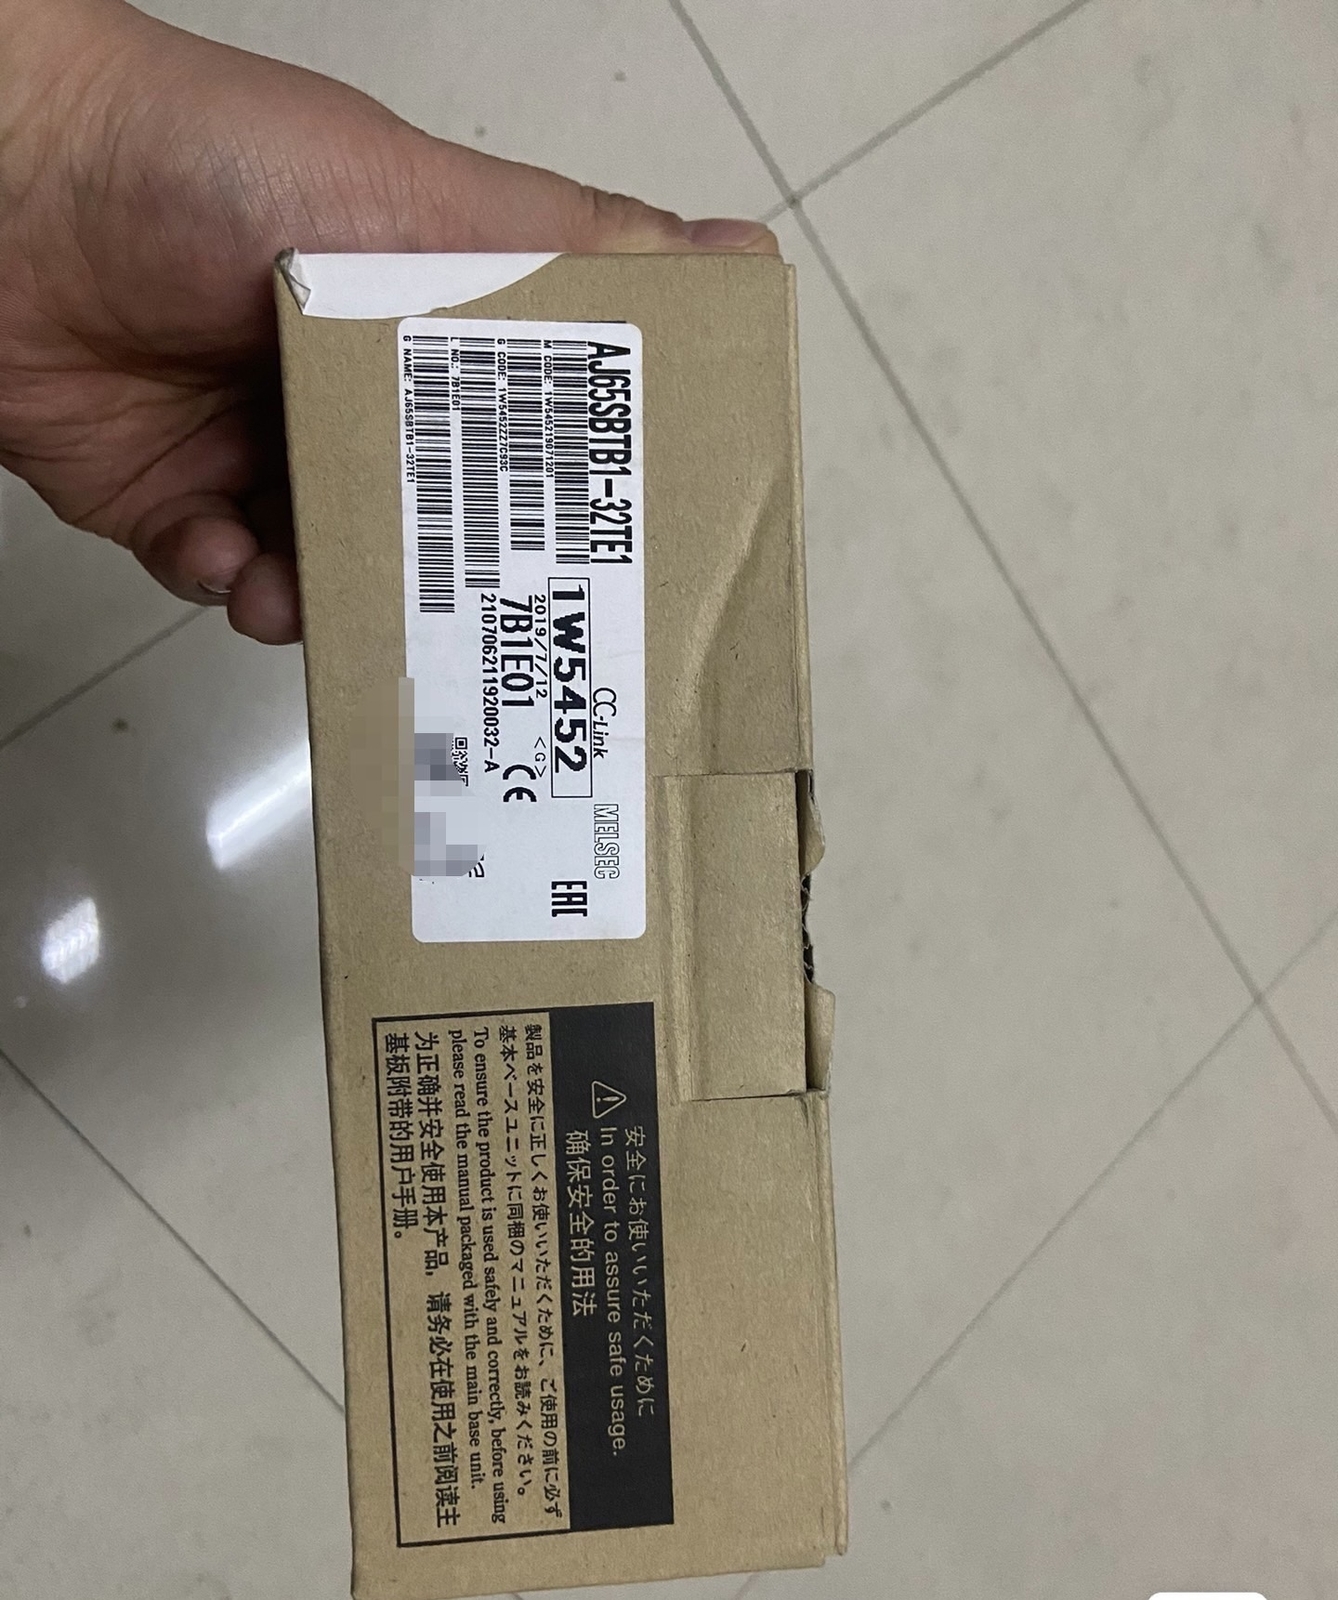 AJ65SBTB1-32TE1
M CODE: 1W545219071201
G CODE: 1W5452Z27C93C
L NO.: 7B1E01
G NAME: AJ65SBTB1-32TE1
CC-Link
MELSEC
1W5452
EAC
2019/7/12
<G>
7B1E01
CE
210706211920032-A
安全にお使いいただくために
In order to assure safe usage.
确保安全的用法
製品を安全に正しくお使いいただくために、ご使用の前に必ず
基本ベースユニットに同梱のマニュアルをお読みください。
To ensure the product is used safely and correctly, before using
please read the manual packaged with the main base unit.
为正确并安全使用本产品，请务必在使用之前阅读主
基板附带的用户手册。